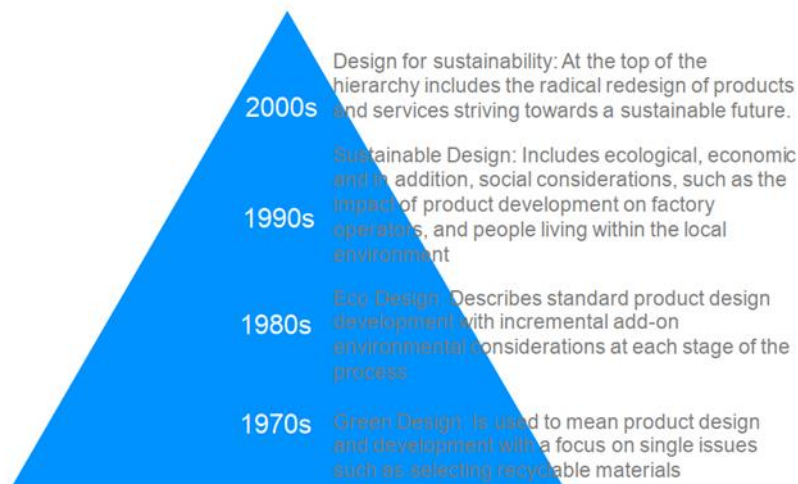 Design for sustainability: At the top of the
hierarchy includes the radical redesign of products
2000s and services striving towards a sustainable future.
Sustainable Design: Includes ecological, economic
and in addition, social considerations, such as the
1990s impact of product development on factory
operators, and people living within the local
environment
Eco Design: Describes standard product design
1980s development with incremental add-on
environmental considerations at each stage of the
process
1970s Green Design: Is used to mean product design
and development with a focus on single issues
such as selecting recyclable materials